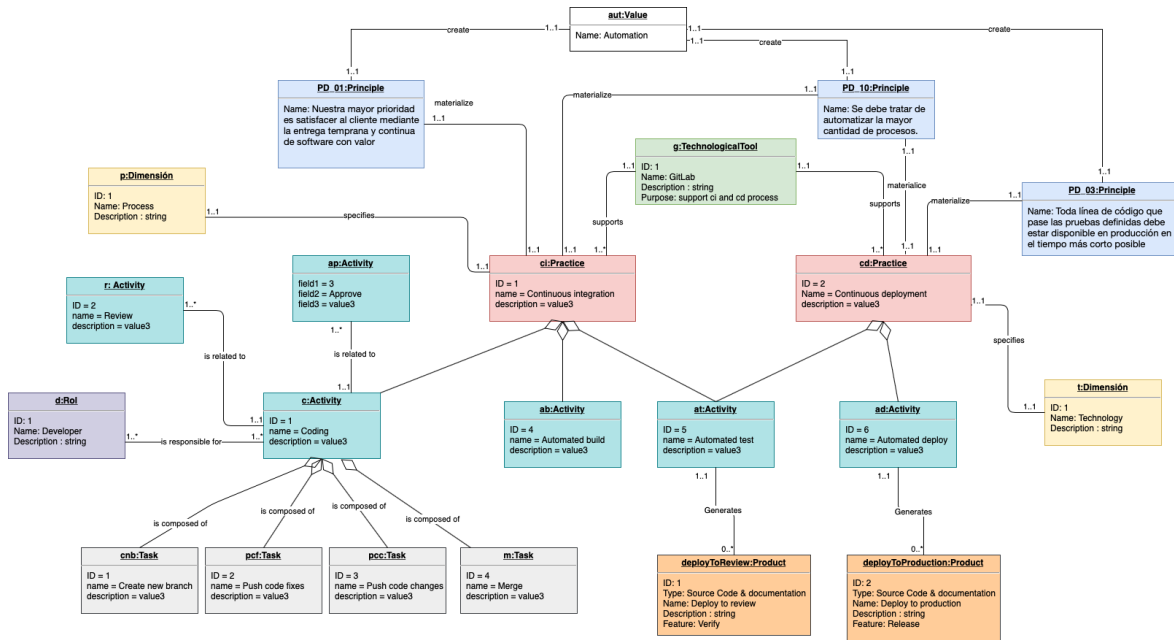 aut:Value
Name: Automation
1..1
create
1..1
1..1
create
1..1
create
1..1
1..1
1..1
PD_01:Principle
Name: Nuestra mayor prioridad
es satisfacer al cliente mediante
la entrega temprana y continua
de software con valor
materialize
1..1
1..1
materialize
1..1
PD_10:Principle
Name: Se debe tratar de
automatizar la mayor
cantidad de procesos.
1..1
materialice
1..1
g:TechnologicalTool
ID: 1
Name: GitLab
Description : string
Purpose: support ci and cd process
1..1
1..1
supports
1..*
supports
1..*
1..1
PD_03:Principle
Name: Toda línea de código que
pase las pruebas definidas debe
estar disponible en producción en
el tiempo más corto posible
1..1
materialize
1..1
p:Dimensión
ID: 1
Name: Process
Description : string
1..1
specifies
1..1
ci:Practice
ID = 1
name = Continuous integration
description = value3
cd:Practice
ID = 2
Name = Continuous deployment
description = value3
1..1
specifies
1..1
t:Dimensión
ID: 1
Name: Technology
Description : string
r: Activity
ID = 2
name = Review
description = value3
1..*
is related to
1..1
ap:Activity
field1 = 3
field2 = Approve
field3 = value3
1..*
is related to
1..1
d:Rol
ID: 1
Name: Developer
Description : string
1..*
is responsible for
1..*
c:Activity
ID = 1
name = Coding
description = value3
ab:Activity
ID = 4
name = Automated build
description = value3
at:Activity
ID = 5
name = Automated test
description = value3
ad:Activity
ID = 6
name = Automated deploy
description = value3
1..1
Generates
0..*
1..1
Generates
0..*
is composed of
is composed of
is composed of
is composed of
cnb:Task
ID = 1
name = Create new branch
description = value3
pcf:Task
ID = 2
name = Push code fixes
description = value3
pcc:Task
ID = 3
name = Push code changes
description = value3
m:Task
ID = 4
name = Merge
description = value3
deployToReview:Product
ID: 1
Type: Source Code & documentation
Name: Deploy to review
Description : string
Feature: Verify
deployToProduction:Product
ID: 2
Type: Source Code & documentation
Name: Deploy to production
Description : string
Feature: Release